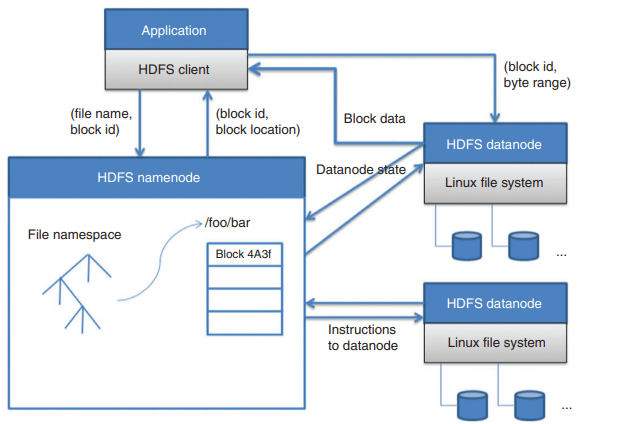 Application
HDFS client
(file name,
block id)
(block id,
block location)
Block data
(block id,
byte range)
HDFS namenode
File namespace
/foo/bar
Block 4A3f
Datanode state
Instructions
to datanode
HDFS datanode
Linux file system
...
HDFS datanode
Linux file system
...